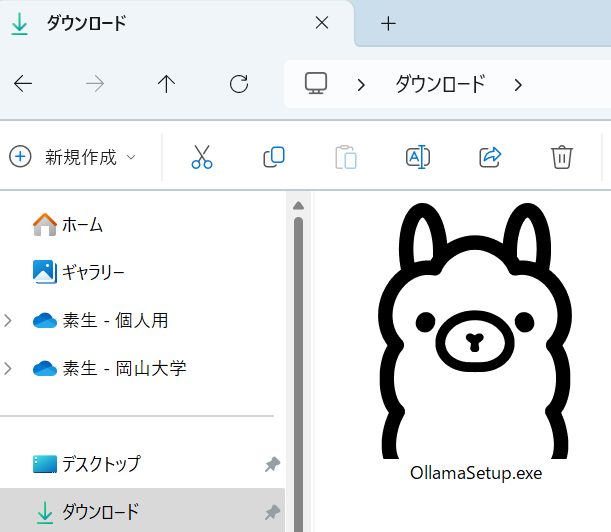 ダウンロード
ダウンロード
新規作成
ホーム
ギャラリー
素生 - 個人用
素生 - 岡山大学
デスクトップ
ダウンロード
OllamaSetup.exe